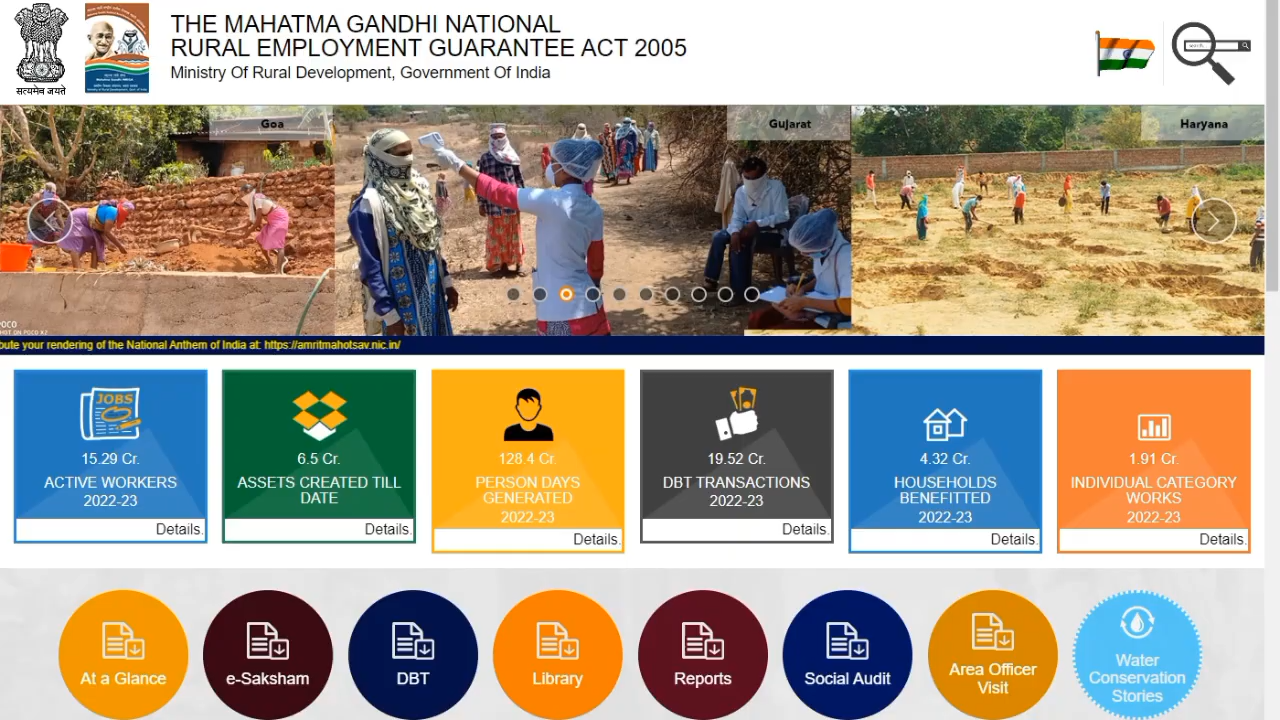 THE MAHATMA GANDHI NATIONAL
RURAL EMPLOYMENT GUARANTEE ACT 2005
Ministry Of Rural Development, Government Of India
सत्यमेव जयते
Goa
Gujarat
Haryana
bute your rendering of the National Anthem of India at: https://amritmahotsav.nic.in/
JOBS
15.29 Cr.
ACTIVE WORKERS
2022-23
Details.
6.5 Cr.
ASSETS CREATED TILL
DATE
Details.
128.4 Cr.
PERSON DAYS
GENERATED
2022-23
Details.
19.52 Cr.
DBT TRANSACTIONS
2022-23
Details.
4.32 Cr.
HOUSEHOLDS
BENEFITTED
2022-23
Details.
1.91 Cr.
INDIVIDUAL CATEGORY
WORKS
2022-23
Details.
At a Glance
e-Saksham
DBT
Library
Reports
Social Audit
Area Officer
Visit
Water
Conservation
Stories